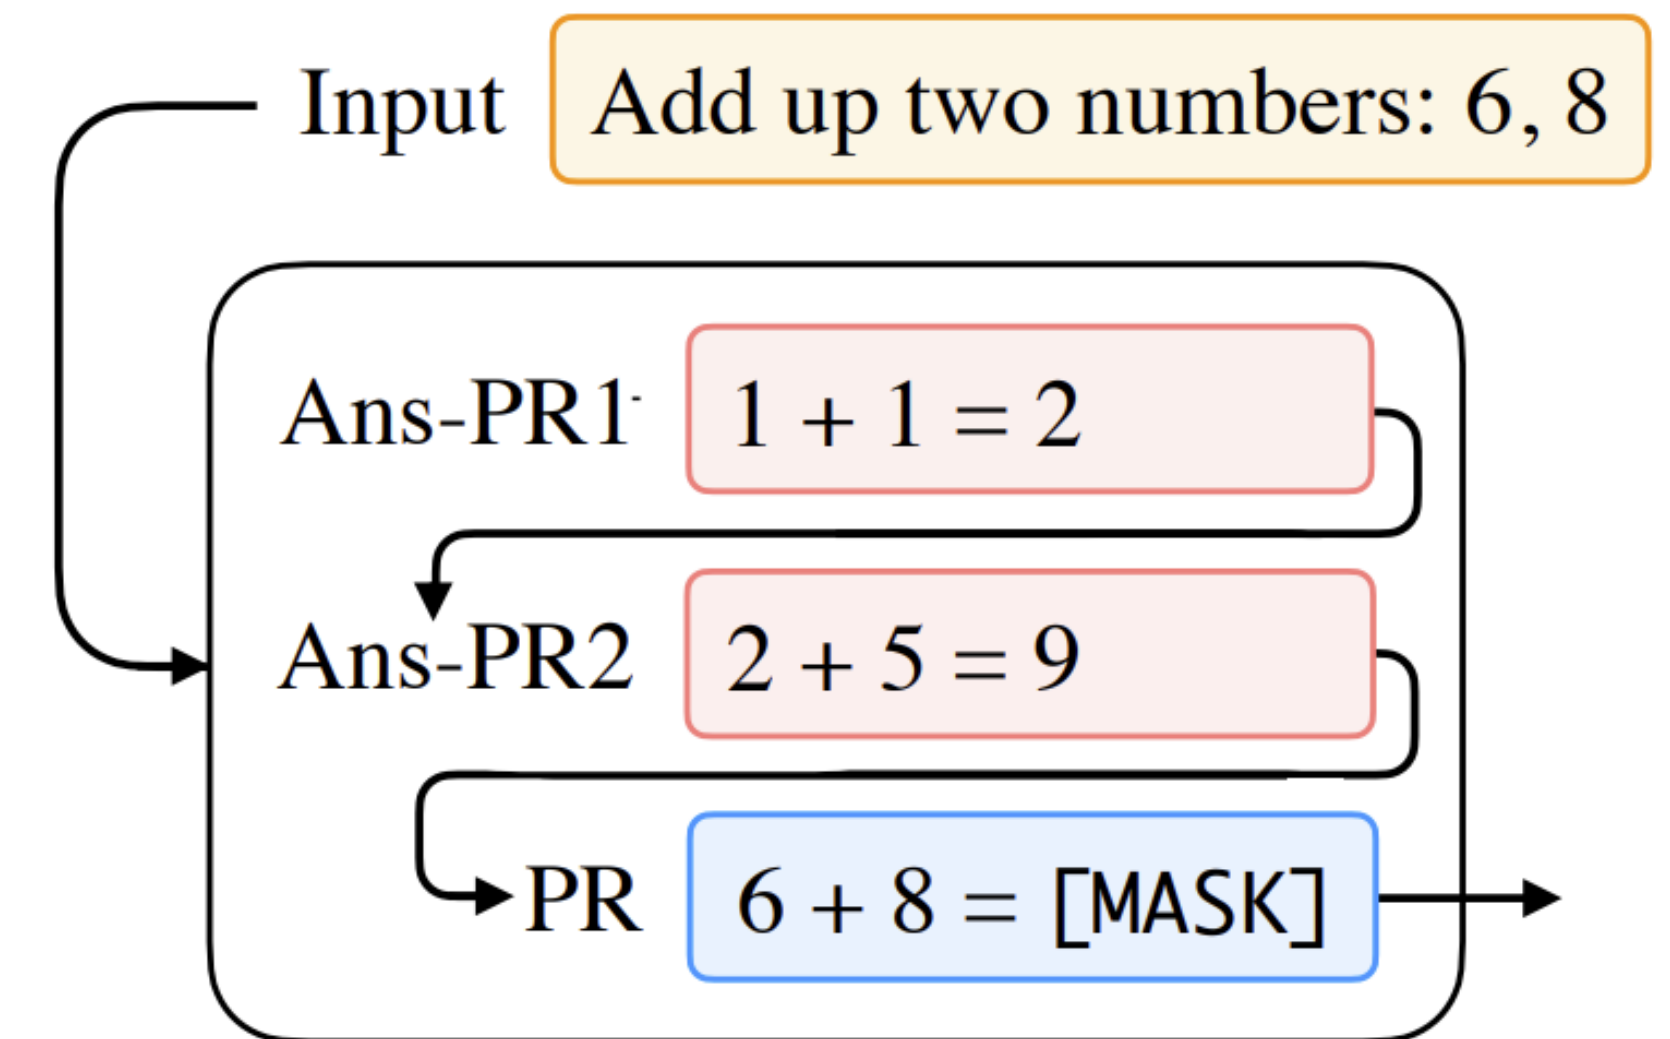 Input Add up two numbers: 6, 8
Ans-PR1 1 + 1 = 2
Ans-PR2 2 + 5 = 9
PR 6 + 8 = [MASK]